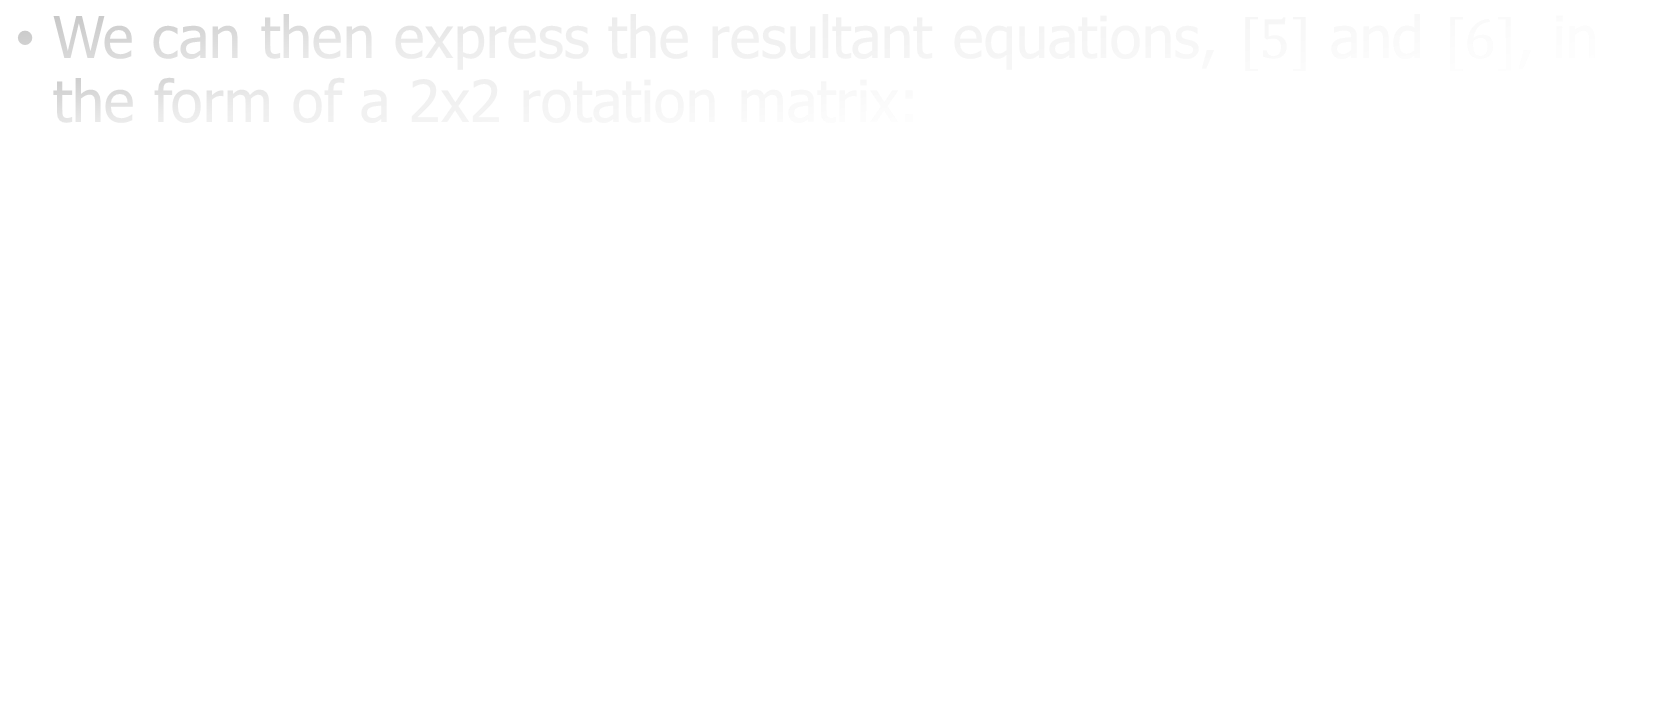 • We can then express the resultant equations, [5] and [6], in
the form of a 2x2 rotation matrix: